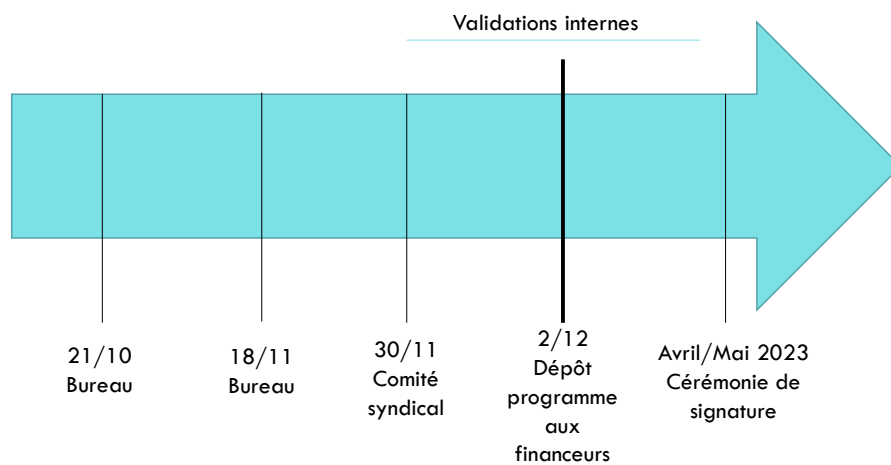 Validations internes
21/10
Bureau
18/11
Bureau
30/11
Comité
syndical
2/12
Dépôt
programme
aux
financeurs
Avril/Mai 2023
Cérémonie de
signature